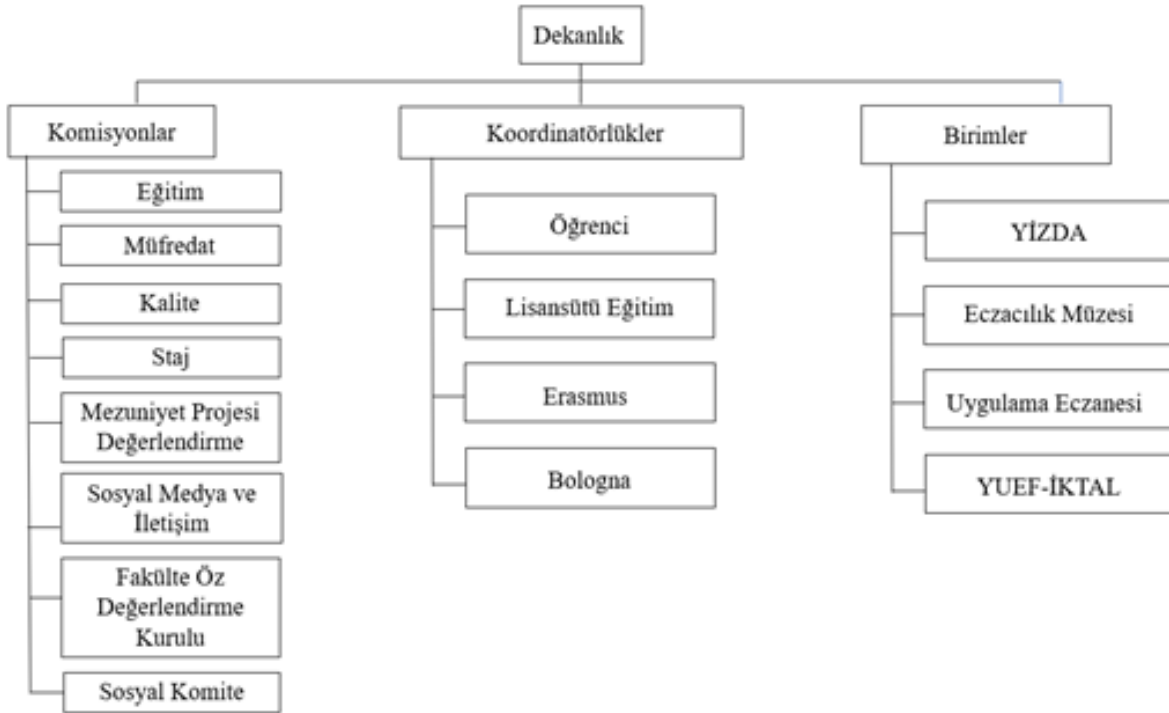 Dekanlık
Komisyonlar
Eğitim
Müfredat
Kalite
Staj
Mezuniyet Projesi
Değerlendirme
Sosyal Medya ve
İletişim
Fakülte Öz
Değerlendirme
Kurulu
Sosyal Komite
Koordinatörlükler
Öğrenci
Lisansütü Eğitim
Erasmus
Bologna
Birimler
YİZDA
Eczacılık Müzesi
Uygulama Eczanesi
YUEF-İKTAL